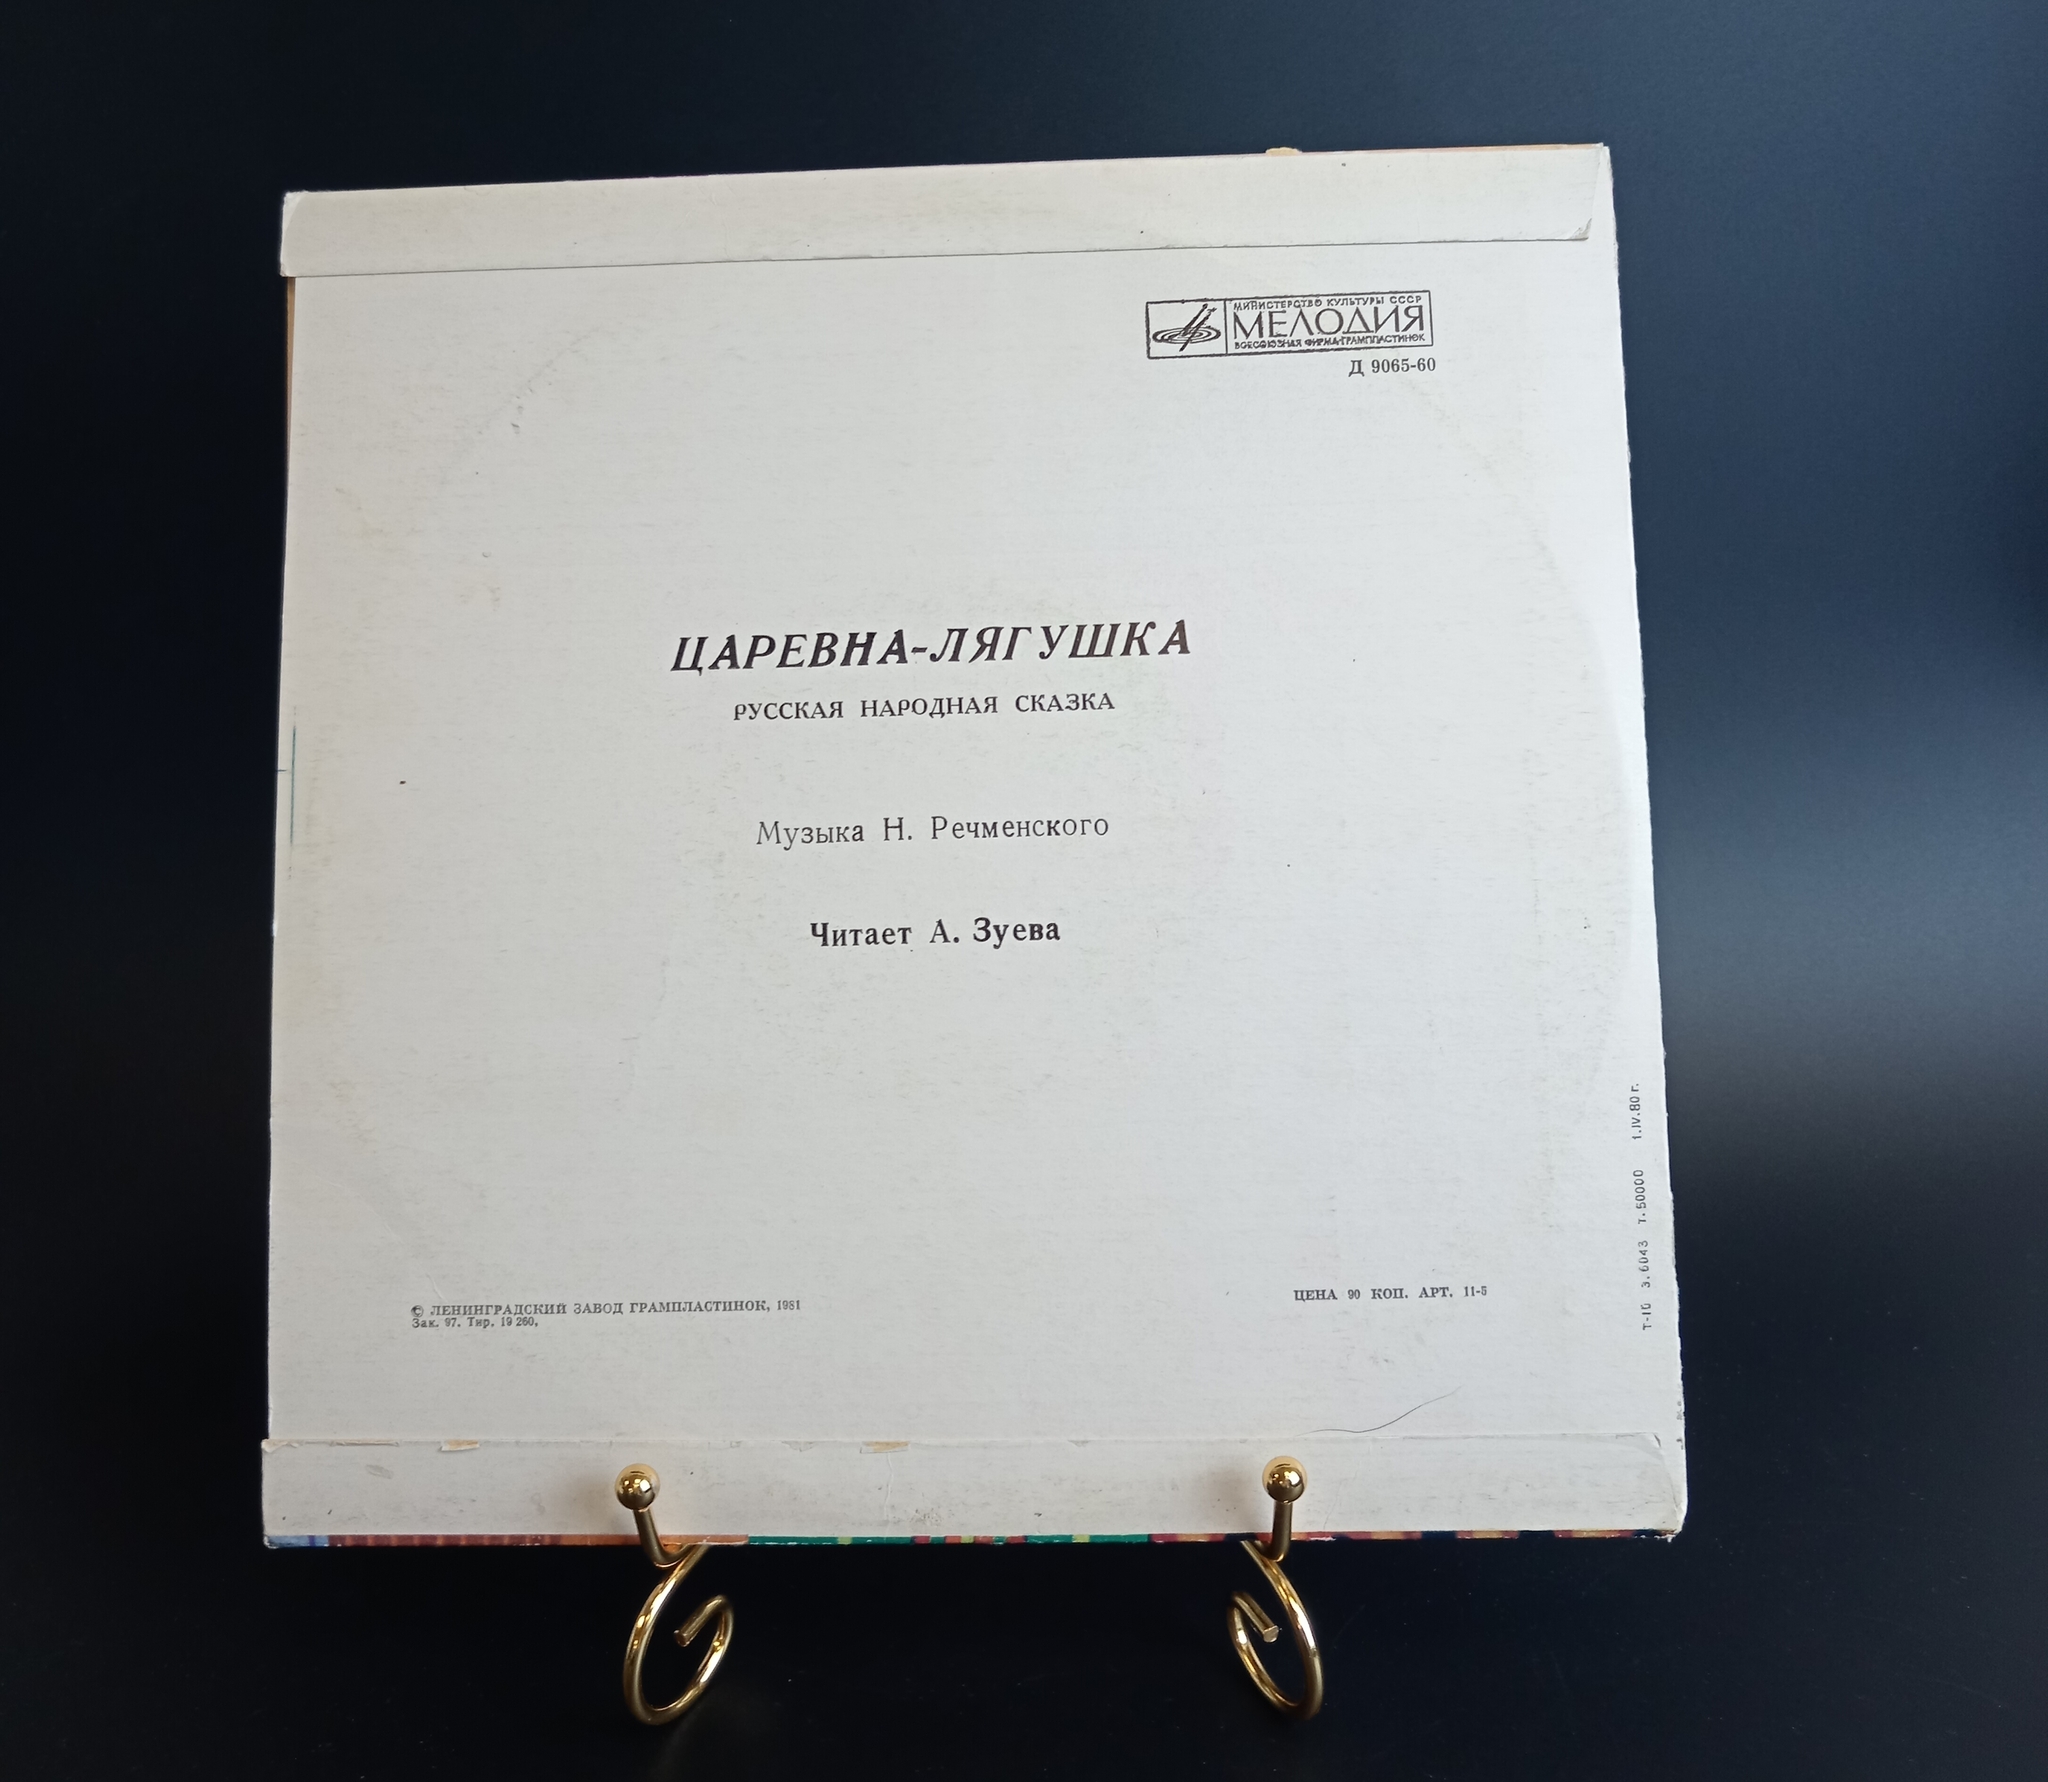 МИНИСТЕРСТВО КУЛЬТУРЫ СССР
МЕЛОДИЯ
ВСЕСОЮЗНАЯ ФИРМА ГРАМПЛАСТИНОК
Д 9065-60
ЦАРЕВНА-ЛЯГУШКА
РУССКАЯ НАРОДНАЯ СКАЗКА
Музыка Н. Речменского
Читает А. Зуева
© ЛЕНИНГРАДСКИЙ ЗАВОД ГРАМПЛАСТИНОК, 1981
Зак. 97. Тир. 19 260,
ЦЕНА 90 КОП. АРТ. 11-5
т-10 з.6043 т.50000 1.IV.80 г.